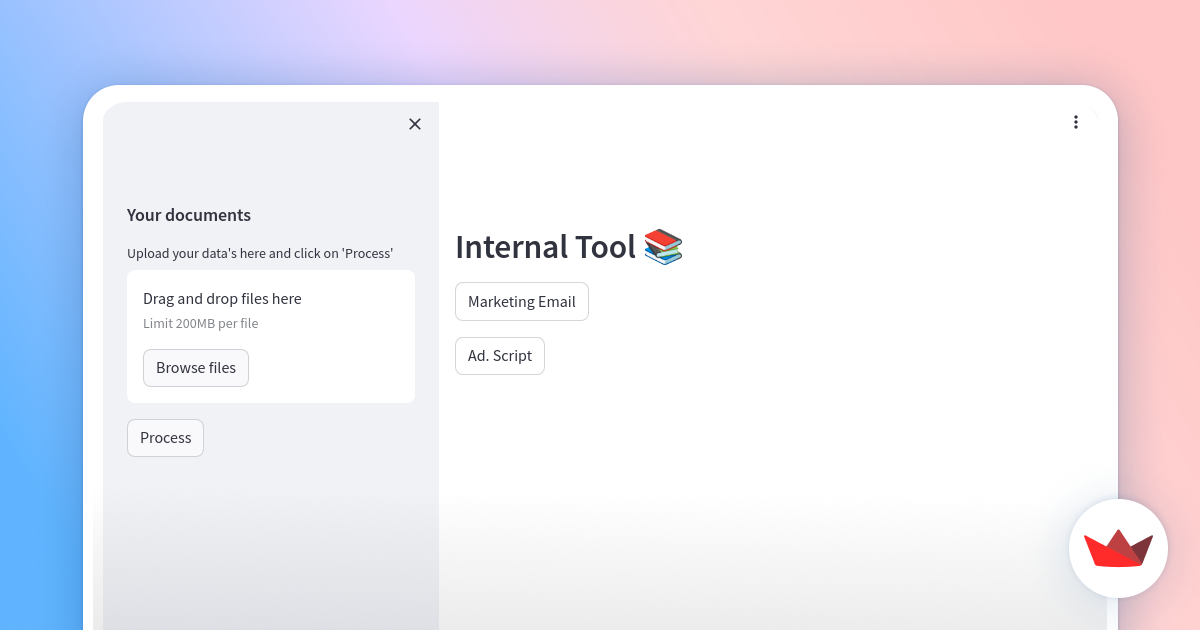 Your documents
Upload your data's here and click on 'Process'
Drag and drop files here
Limit 200MB per file
Browse files
Process
Internal Tool 📚
Marketing Email
Ad. Script